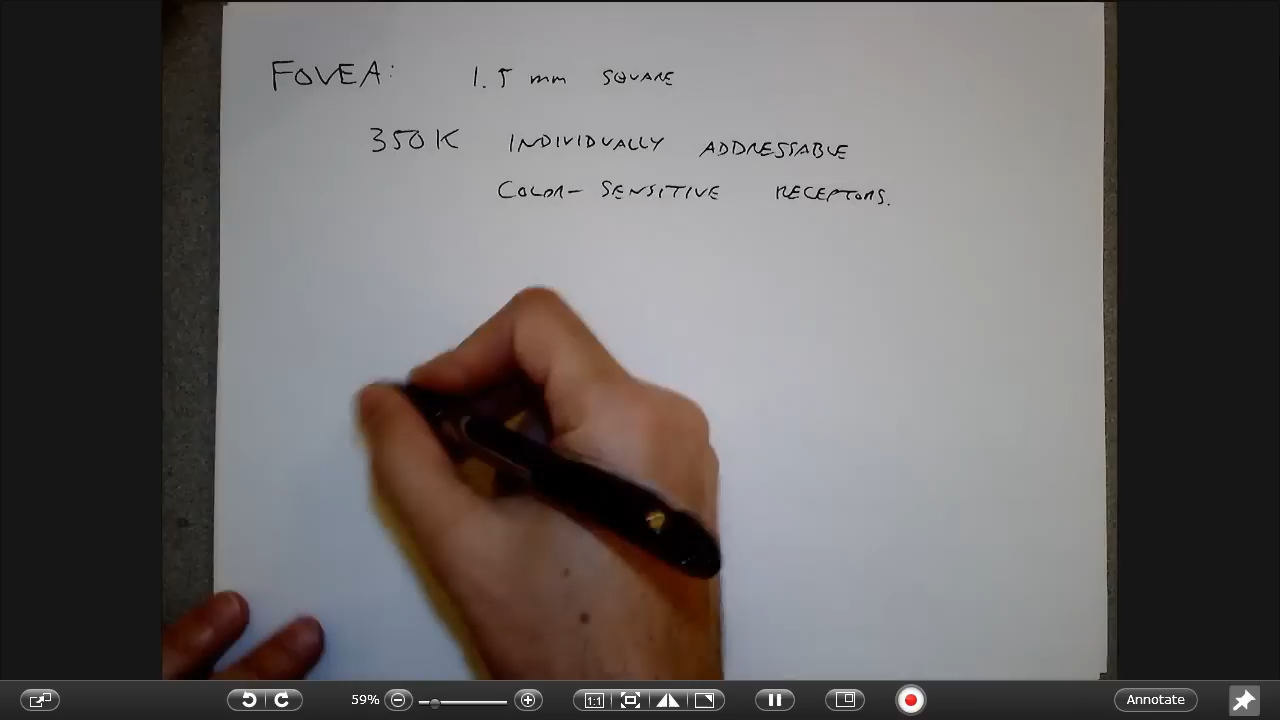 FOVEA: 1.5 mm SQUARE
350K INDIVIDUALLY ADDRESSABLE
COLOR-SENSITIVE RECEPTORS.
59% 1:1 Annotate